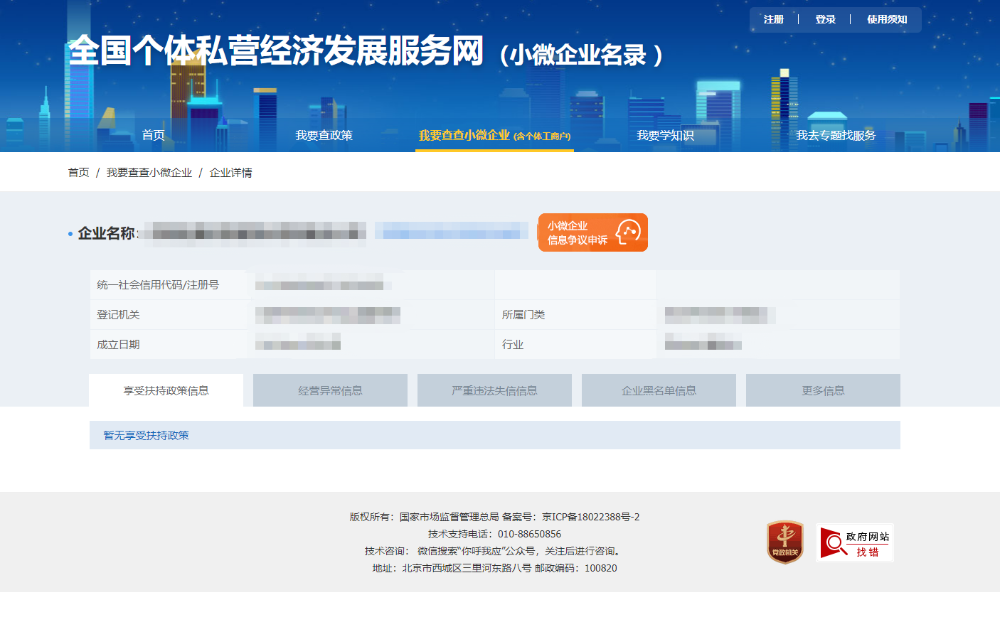 注册 | 登录 | 使用须知
全国个体私营经济发展服务网（小微企业名录 ）
首页 我要查政策 我要查查小微企业 (含个体工商户) 我要学知识 我去专题找服务
首页 / 我要查查小微企业 / 企业详情
企业名称:
小微企业
信息争议申诉
统一社会信用代码/注册号
登记机关 所属门类
成立日期 行业
享受扶持政策信息 经营异常信息 严重违法失信信息 企业黑名单信息 更多信息
暂无享受扶持政策
版权所有：国家市场监督管理总局 备案号：京ICP备18022388号-2
技术支持电话：010-88650856
技术咨询： 微信搜索“你呼我应”公众号，关注后进行咨询。
地址：北京市西城区三里河东路八号 邮政编码：100820
党政机关
政府网站
找错